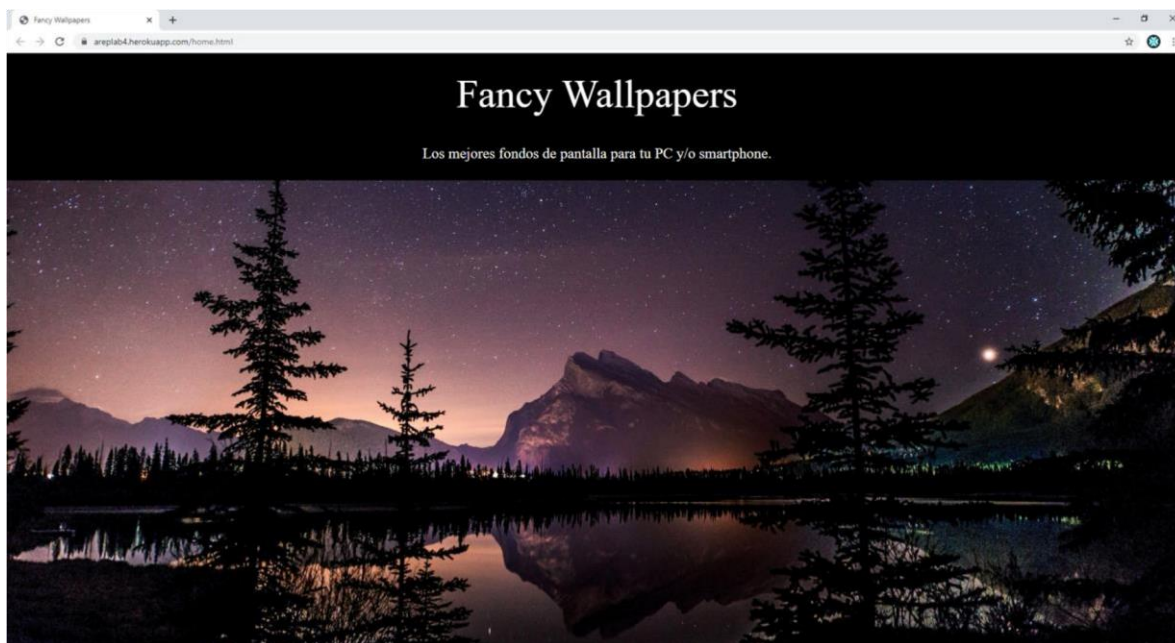 Fancy Wallpapers
areplab4.herokuapp.com/home.html
Fancy Wallpapers
Los mejores fondos de pantalla para tu PC y/o smartphone.